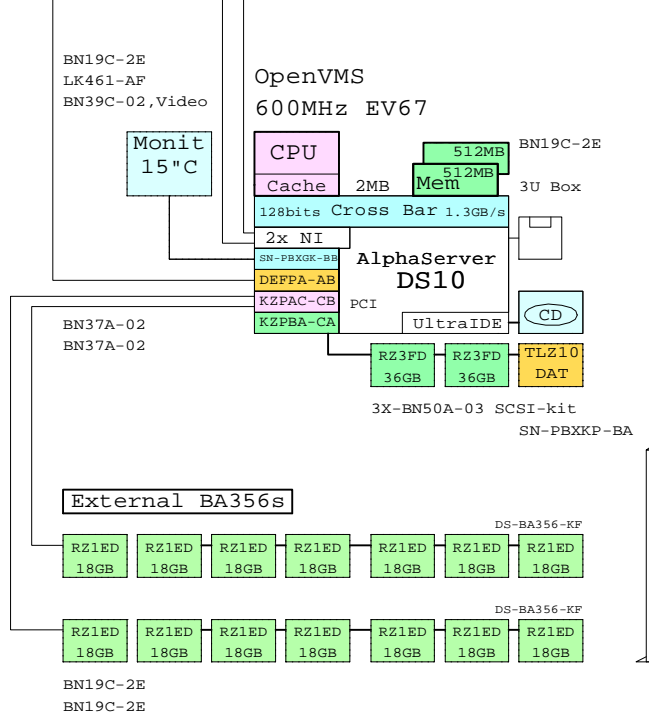 BN19C-2E
LK461-AF
BN39C-02,Video
OpenVMS
600MHz EV67
Monit
15"C
CPU
Cache
2MB
512MB
512MB
Mem
BN19C-2E
3U Box
128bits Cross Bar 1.3GB/s
2x NI
SN-PBXGK-BB
DEFPA-AB
KZPAC-CB
KZPBA-CA
PCI
AlphaServer
DS10
UltraIDE
CD
BN37A-02
BN37A-02
RZ3FD
36GB
RZ3FD
36GB
TLZ10
DAT
3X-BN50A-03 SCSI-kit
SN-PBXKP-BA
External BA356s
DS-BA356-KF
RZ1ED RZ1ED RZ1ED RZ1ED RZ1ED RZ1ED RZ1ED
18GB 18GB 18GB 18GB 18GB 18GB 18GB
DS-BA356-KF
RZ1ED RZ1ED RZ1ED RZ1ED RZ1ED RZ1ED RZ1ED
18GB 18GB 18GB 18GB 18GB 18GB 18GB
BN19C-2E
BN19C-2E